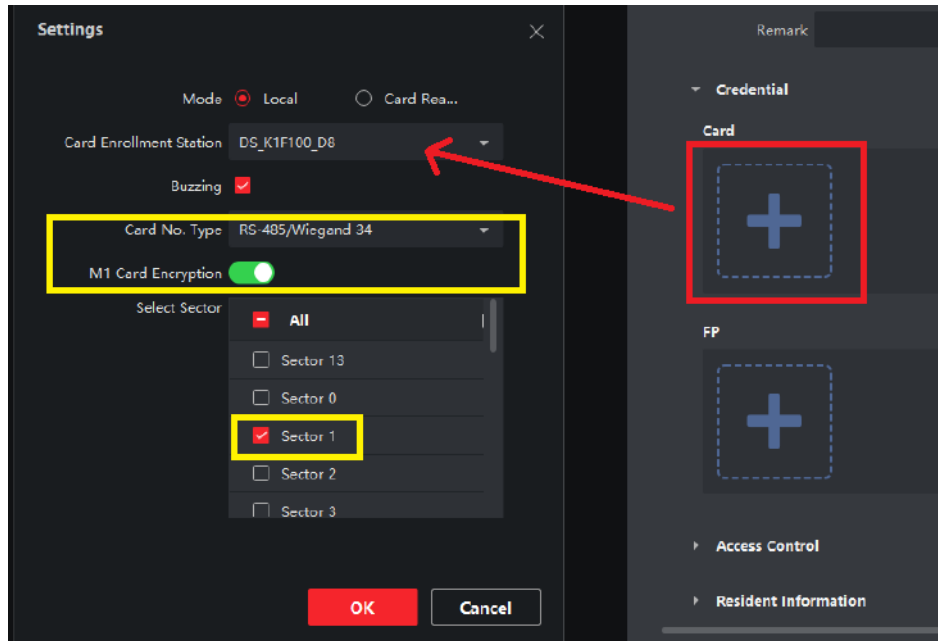 Settings
Mode
Local
Card Rea...
Card Enrollment Station
DS_K1F100_D8
Buzzing
Card No. Type
RS-485/Wiegand 34
M1 Card Encryption
Select Sector
All
Sector 13
Sector 0
Sector 1
Sector 2
Sector 3
OK
Cancel
Remark
Credential
Card
FP
Access Control
Resident Information